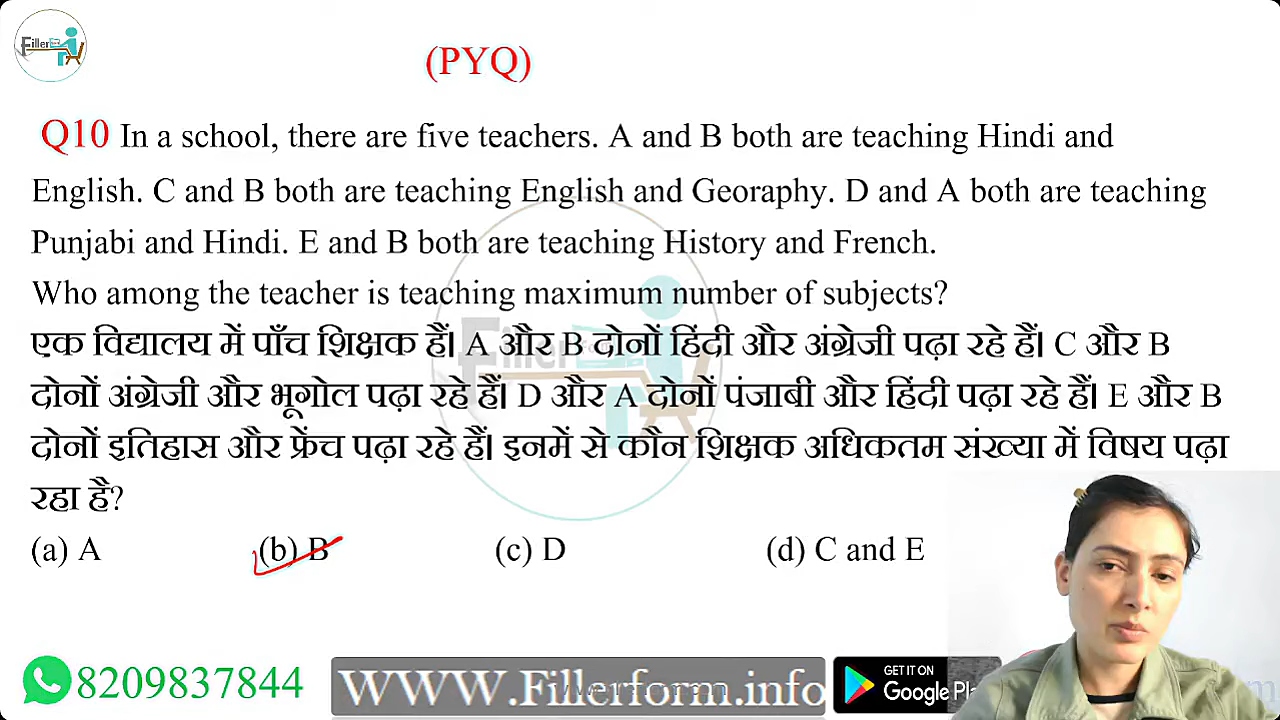 Fillerform
(PYQ)
Q10 In a school, there are five teachers. A and B both are teaching Hindi and
English. C and B both are teaching English and Georaphy. D and A both are teaching
Punjabi and Hindi. E and B both are teaching History and French.
Who among the teacher is teaching maximum number of subjects?
एक विद्यालय में पाँच शिक्षक हैं। A और B दोनों हिंदी और अंग्रेजी पढ़ा रहे हैं। C और B
दोनों अंग्रेजी और भूगोल पढ़ा रहे हैं। D और A दोनों पंजाबी और हिंदी पढ़ा रहे हैं। E और B
दोनों इतिहास और फ्रेंच पढ़ा रहे हैं। इनमें से कौन शिक्षक अधिकतम संख्या में विषय पढ़ा
रहा है?
(a) A (b) B (c) D (d) C and E
8209837844 WWW.Fillerform.info GET IT ON
Google Pla